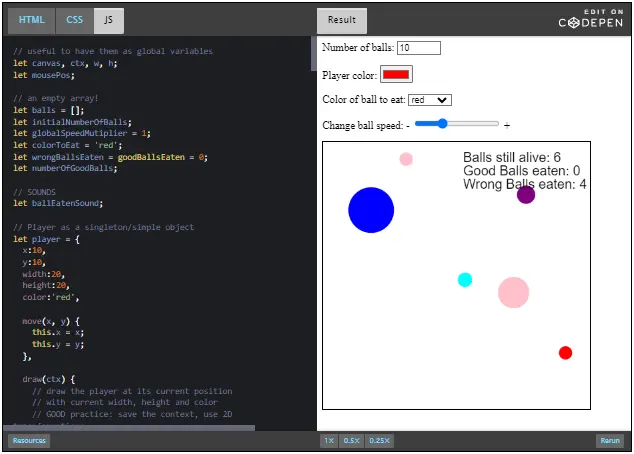 HTML CSS JS Result EDIT ON CODEPEN
// useful to have them as global variables
let canvas, ctx, w, h;
let mousePos;
// an empty array!
let balls = [];
let initialNumberOfBalls;
let globalSpeedMutiplier = 1;
let colorToEat = 'red';
let wrongBallsEaten = goodBallsEaten = 0;
let numberOfGoodBalls;
// SOUNDS
let ballEatenSound;
// Player as a singleton/simple object
let player = {
x:10,
y:10,
width:20,
height:20,
color:'red',
move(x, y) {
this.x = x;
this.y = y;
},
draw(ctx) {
// draw the player at its current position
// with current width, height and color
// GOOD practice: save the context, use 2D
Number of balls: 10
Player color:
Color of ball to eat: red
Change ball speed: - +
Balls still alive: 6
Good Balls eaten: 0
Wrong Balls eaten: 4
Resources 1X 0.5X 0.25X Rerun